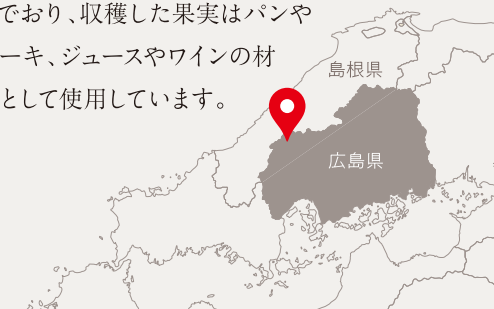 でおり、収穫した果実はパンや
ーキ、ジュースやワインの材
として使用しています。
島根県
広島県